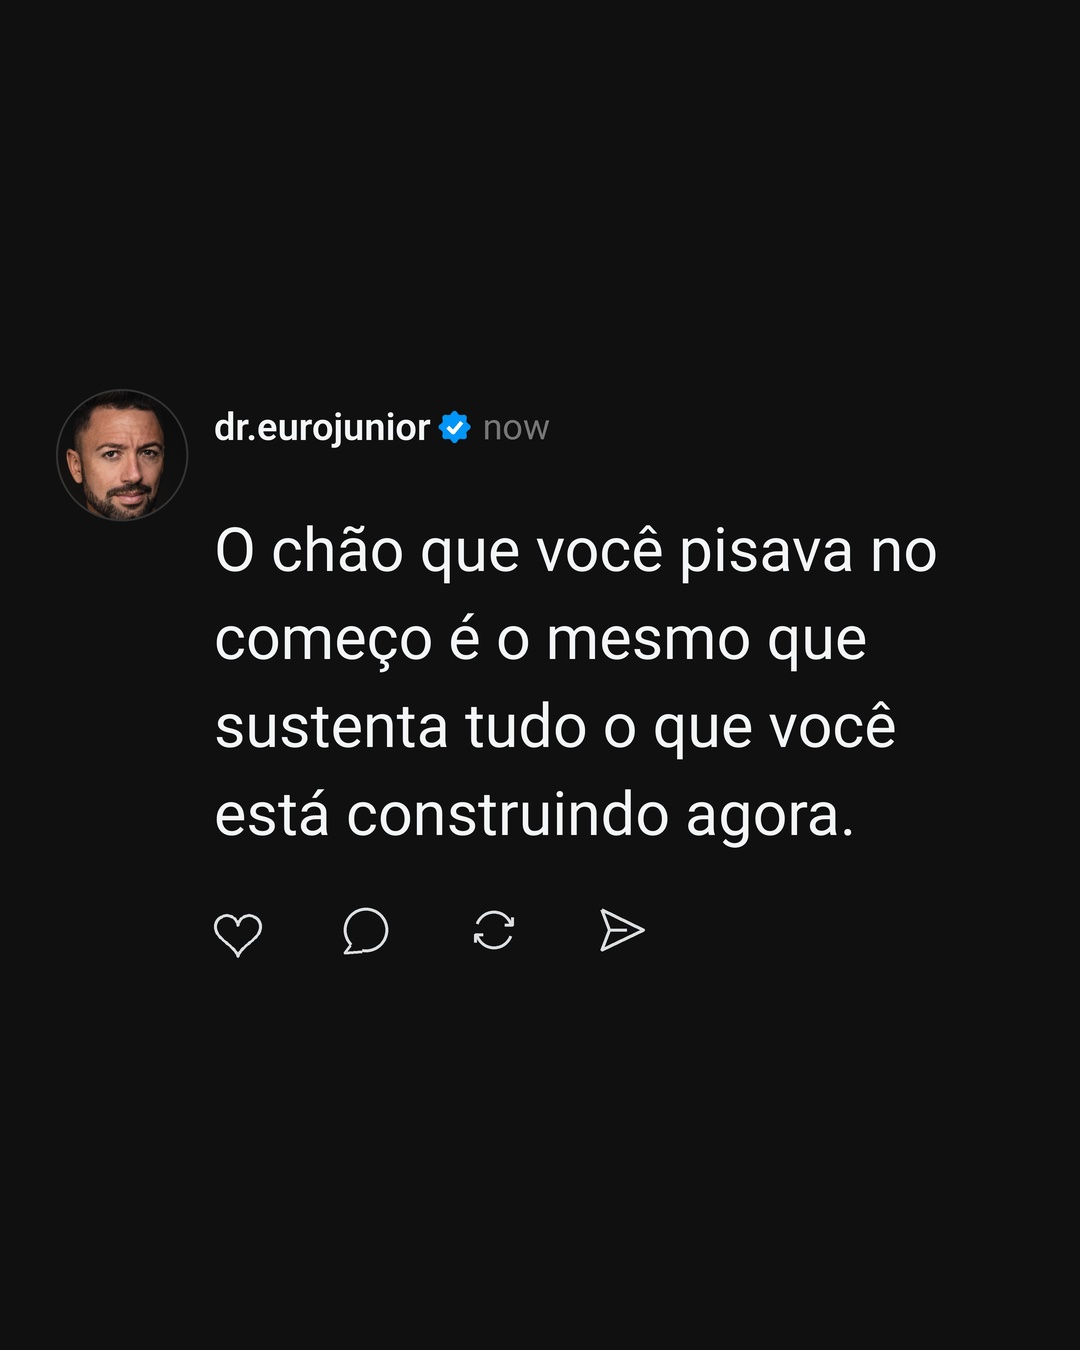 dr.eurojunior now
O chão que você pisava no
começo é o mesmo que
sustenta tudo o que você
está construindo agora.